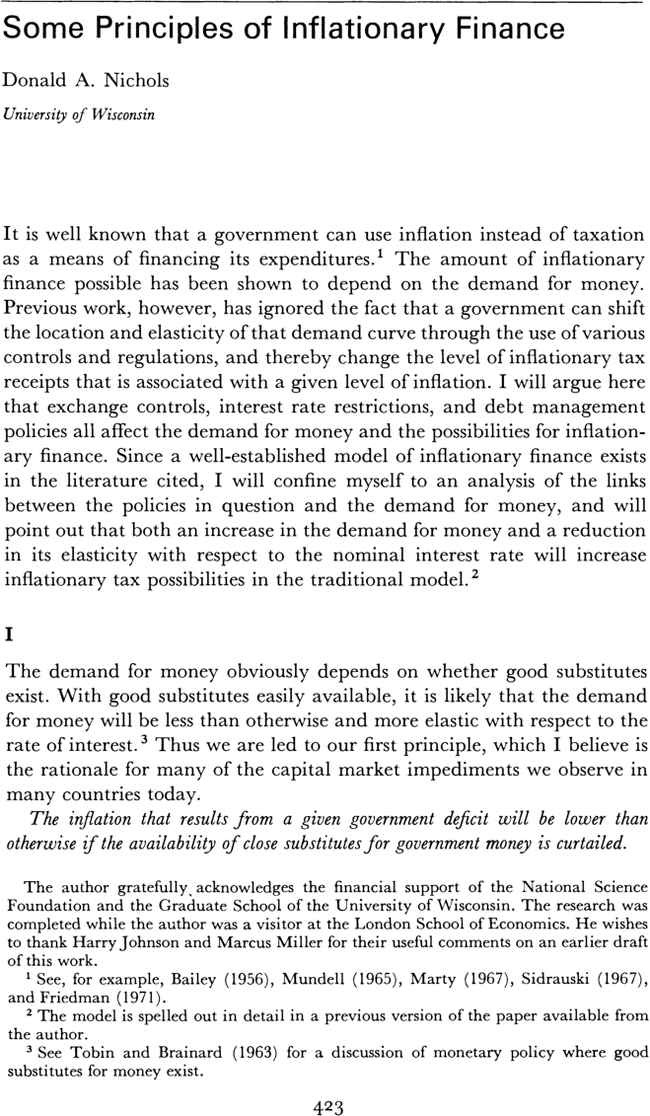 Some Principles of Inflationary Finance
Donald A. Nichols
University of Wisconsin
It is well known that a government can use inflation instead of taxation
as a means of financing its expenditures.¹ The amount of inflationary
finance possible has been shown to depend on the demand for money.
Previous work, however, has ignored the fact that a government can shift
the location and elasticity of that demand curve through the use of various
controls and regulations, and thereby change the level of inflationary tax
receipts that is associated with a given level of inflation. I will argue here
that exchange controls, interest rate restrictions, and debt management
policies all affect the demand for money and the possibilities for inflation-
ary finance. Since a well-established model of inflationary finance exists
in the literature cited, I will confine myself to an analysis of the links
between the policies in question and the demand for money, and will
point out that both an increase in the demand for money and a reduction
in its elasticity with respect to the nominal interest rate will increase
inflationary tax possibilities in the traditional model.²
I
The demand for money obviously depends on whether good substitutes
exist. With good substitutes easily available, it is likely that the demand
for money will be less than otherwise and more elastic with respect to the
rate of interest.³ Thus we are led to our first principle, which I believe is
the rationale for many of the capital market impediments we observe in
many countries today.
The inflation that results from a given government deficit will be lower than
otherwise if the availability of close substitutes for government money is curtailed.
The author gratefully acknowledges the financial support of the National Science
Foundation and the Graduate School of the University of Wisconsin. The research was
completed while the author was a visitor at the London School of Economics. He wishes
to thank Harry Johnson and Marcus Miller for their useful comments on an earlier draft
of this work.
¹ See, for example, Bailey (1956), Mundell (1965), Marty (1967), Sidrauski (1967),
and Friedman (1971).
² The model is spelled out in detail in a previous version of the paper available from
the author.
³ See Tobin and Brainard (1963) for a discussion of monetary policy where good
substitutes for money exist.
423